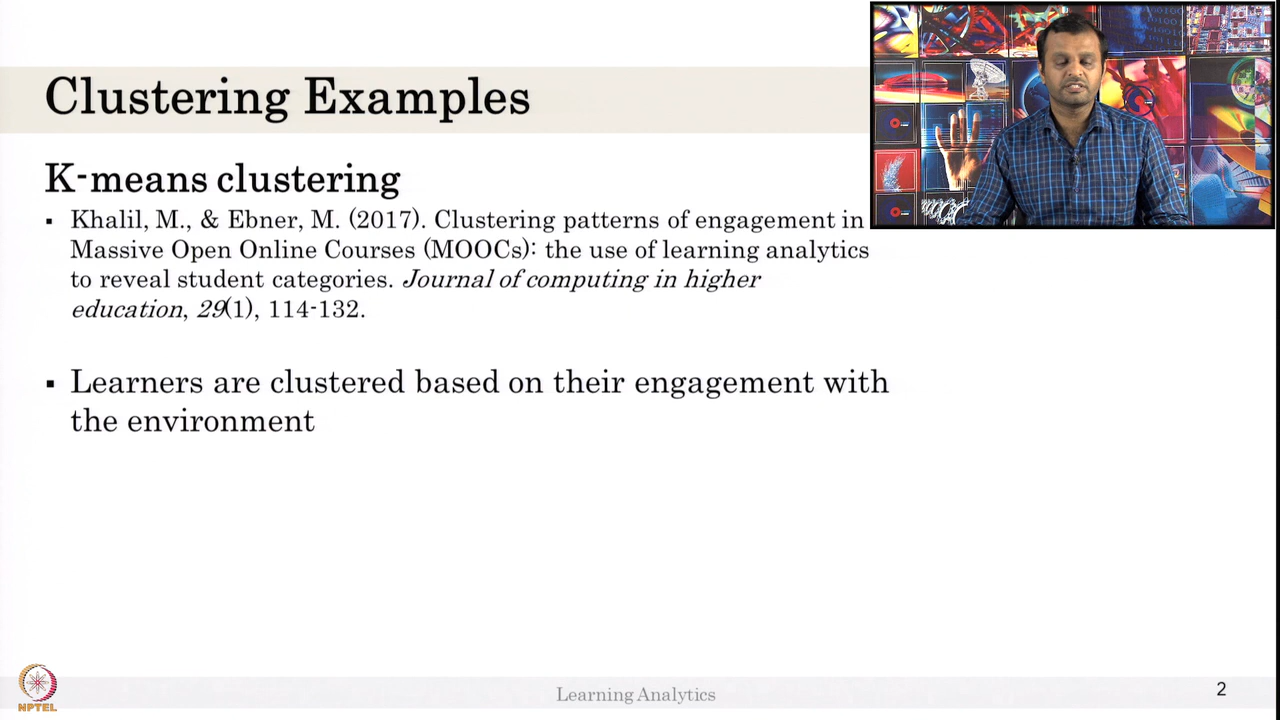 Clustering Examples
K-means clustering
▪ Khalil, M., & Ebner, M. (2017). Clustering patterns of engagement in
Massive Open Online Courses (MOOCs): the use of learning analytics
to reveal student categories. Journal of computing in higher
education, 29(1), 114-132.
▪ Learners are clustered based on their engagement with
the environment
NPTEL
Learning Analytics
2